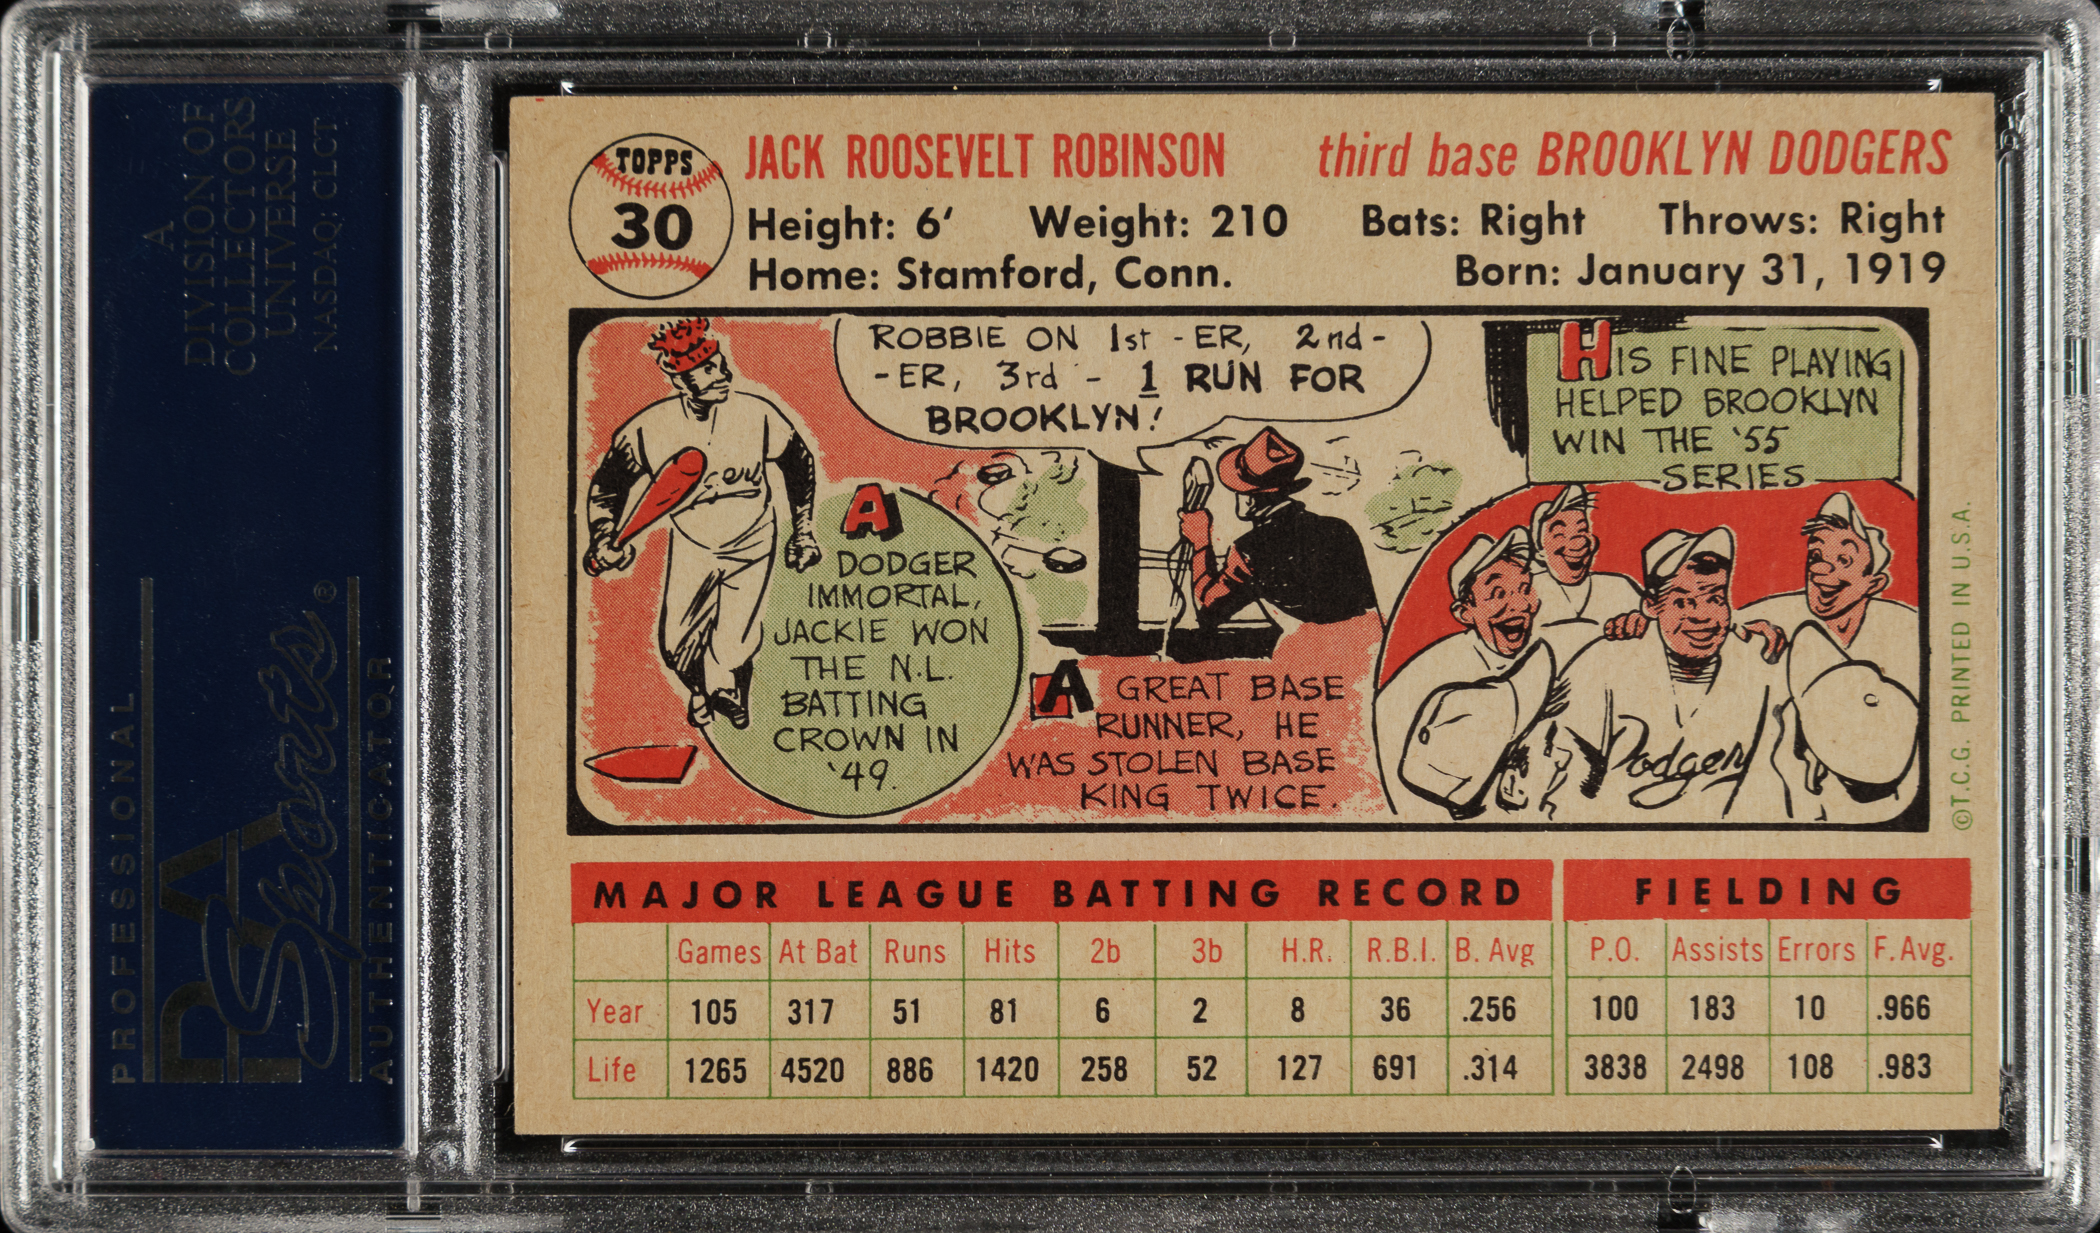 A
DIVISION OF
COLLECTORS
UNIVERSE
NASDAQ: CLCT
PROFESSIONAL
PSA
Sports®
AUTHENTICATOR
TOPPS
30
JACK ROOSEVELT ROBINSON
third base BROOKLYN DODGERS
Height: 6' Weight: 210 Bats: Right Throws: Right
Home: Stamford, Conn. Born: January 31, 1919
ROBBIE ON 1st - ER, 2nd -
- ER, 3rd - 1 RUN FOR
BROOKLYN!
A
DODGER
IMMORTAL,
JACKIE WON
THE N.L.
BATTING
CROWN IN
'49.
A GREAT BASE
RUNNER, HE
WAS STOLEN BASE
KING TWICE.
HIS FINE PLAYING
HELPED BROOKLYN
WIN THE '55
SERIES
Dodgers
©T.C.G. PRINTED IN U.S.A.
MAJOR LEAGUE BATTING RECORD
Games At Bat Runs Hits 2b 3b H.R. R.B.I. B. Avg
Year 105 317 51 81 6 2 8 36 .256
Life 1265 4520 886 1420 258 52 127 691 .314
FIELDING
P.O. Assists Errors F. Avg.
100 183 10 .966
3838 2498 108 .983